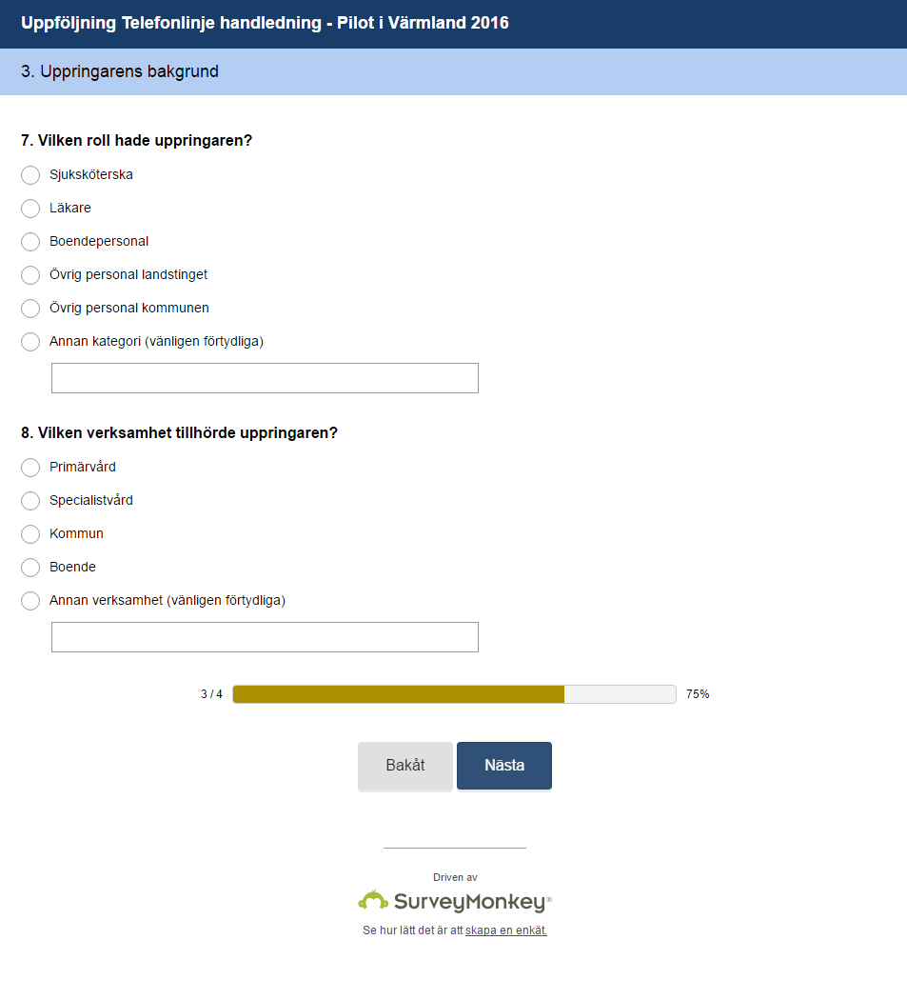 Uppföljning Telefonlinje handledning - Pilot i Värmland 2016
3. Uppringarens bakgrund
7. Vilken roll hade uppringaren?
Sjuksköterska
Läkare
Boendepersonal
Övrig personal landstinget
Övrig personal kommunen
Annan kategori (vänligen förtydliga)
8. Vilken verksamhet tillhörde uppringaren?
Primärvård
Specialistvård
Kommun
Boende
Annan verksamhet (vänligen förtydliga)
3 / 4 75%
Bakåt Nästa
Driven av
SurveyMonkey®
Se hur lätt det är att skapa en enkät.